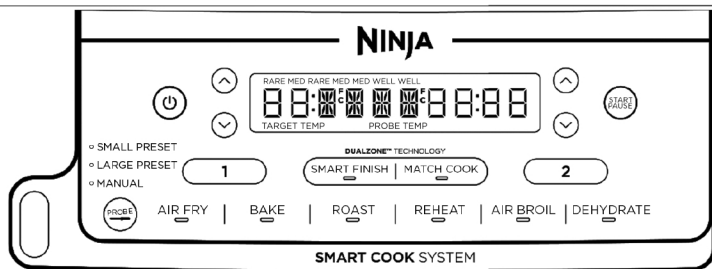 NINJA
RARE MED RARE MED MED WELL WELL
F F
C C
TARGET TEMP PROBE TEMP
START
PAUSE
DUALZONE™ TECHNOLOGY
SMALL PRESET
LARGE PRESET
MANUAL
1
SMART FINISH | MATCH COOK
2
PROBE
AIR FRY | BAKE | ROAST | REHEAT | AIR BROIL | DEHYDRATE
SMART COOK SYSTEM